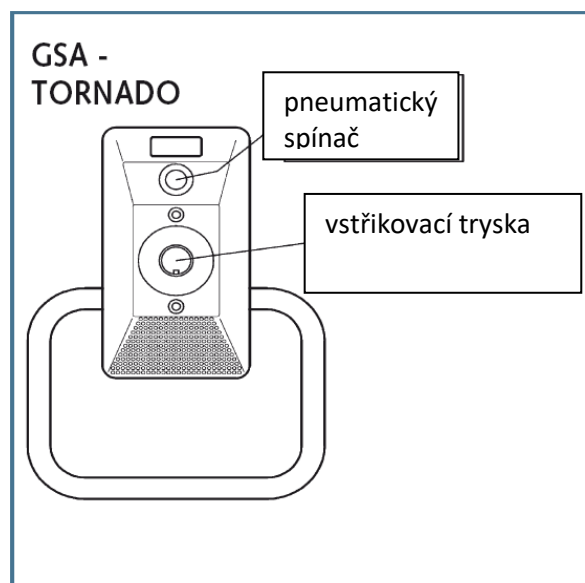 GSA -
TORNADO
pneumatický
spínač
vstřikovací tryska